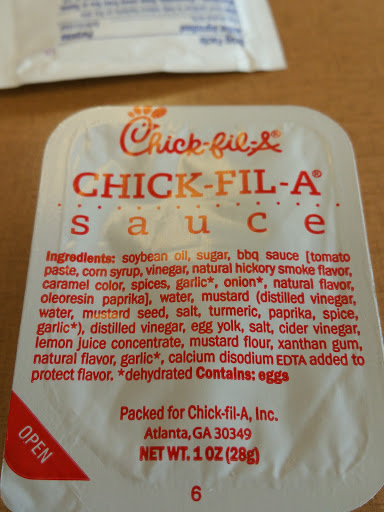 Chick-fil-A®
CHICK-FIL-A®
sauce
Ingredients: soybean oil, sugar, bbq sauce [tomato
paste, corn syrup, vinegar, natural hickory smoke flavor,
caramel color, spices, garlic*, onion*, natural flavor,
oleoresin paprika], water, mustard (distilled vinegar,
water, mustard seed, salt, turmeric, paprika, spice,
garlic*), distilled vinegar, egg yolk, salt, cider vinegar,
lemon juice concentrate, mustard flour, xanthan gum,
natural flavor, garlic*, calcium disodium EDTA added to
protect flavor. *dehydrated Contains: eggs
Packed for Chick-fil-A, Inc.
Atlanta, GA 30349
NET WT. 1 OZ (28g)
OPEN
6